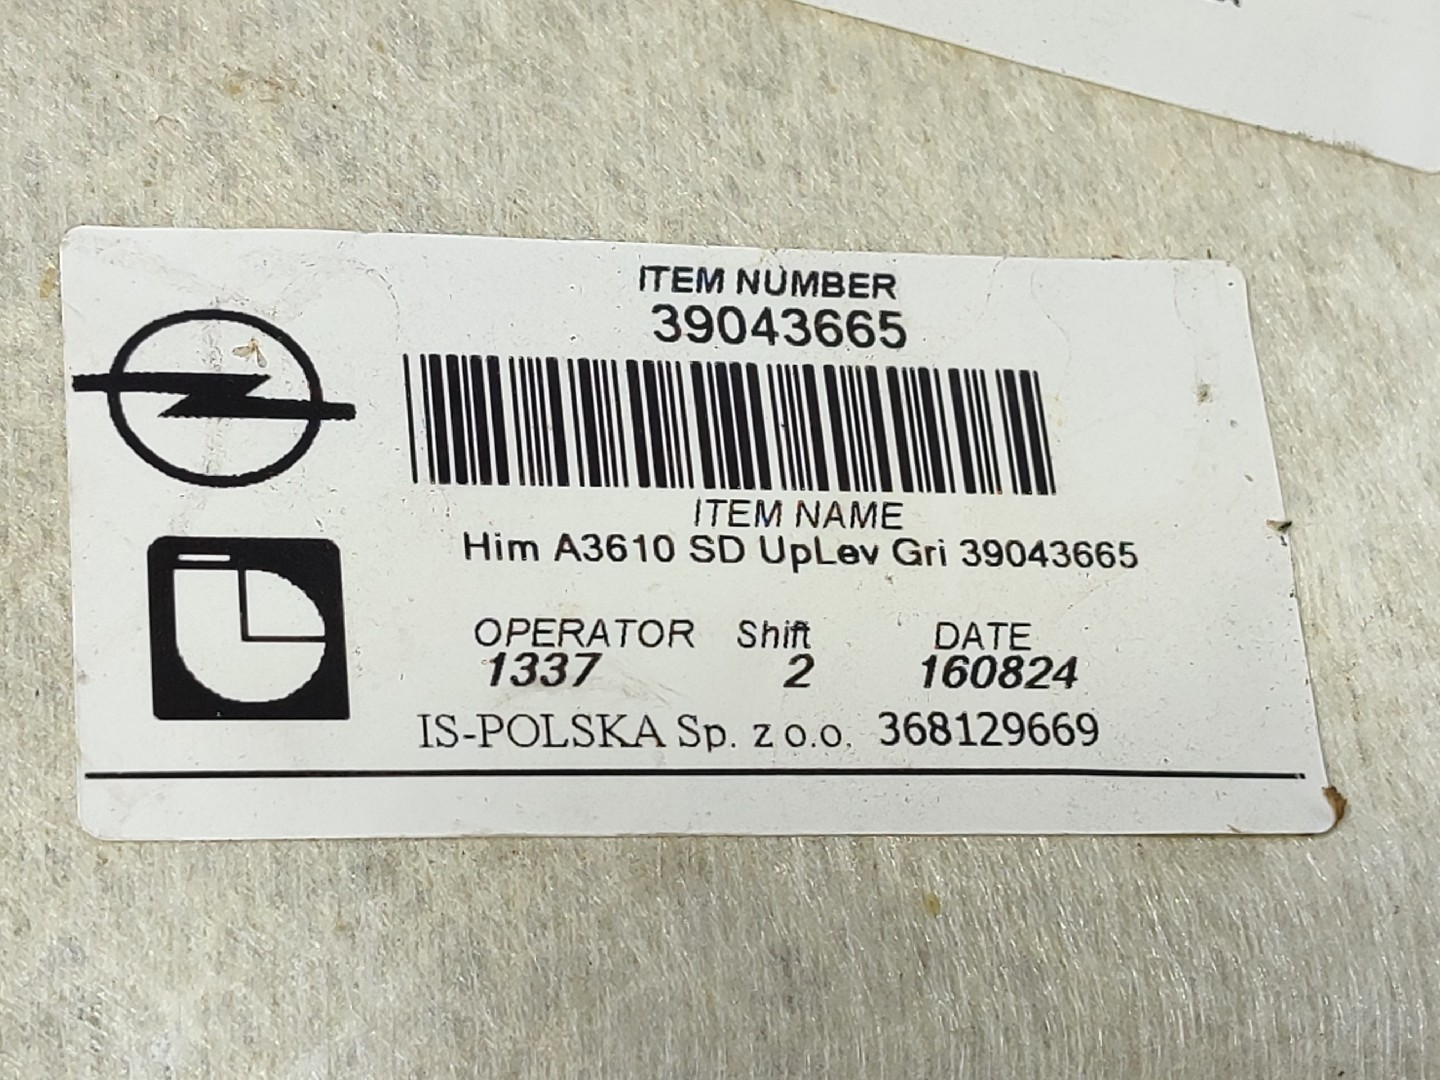 ITEM NUMBER
39043665
ITEM NAME
Him A3610 SD UpLev Gri 39043665
OPERATOR Shift DATE
1337 2 160824
IS-POLSKA Sp. z o.o. 368129669